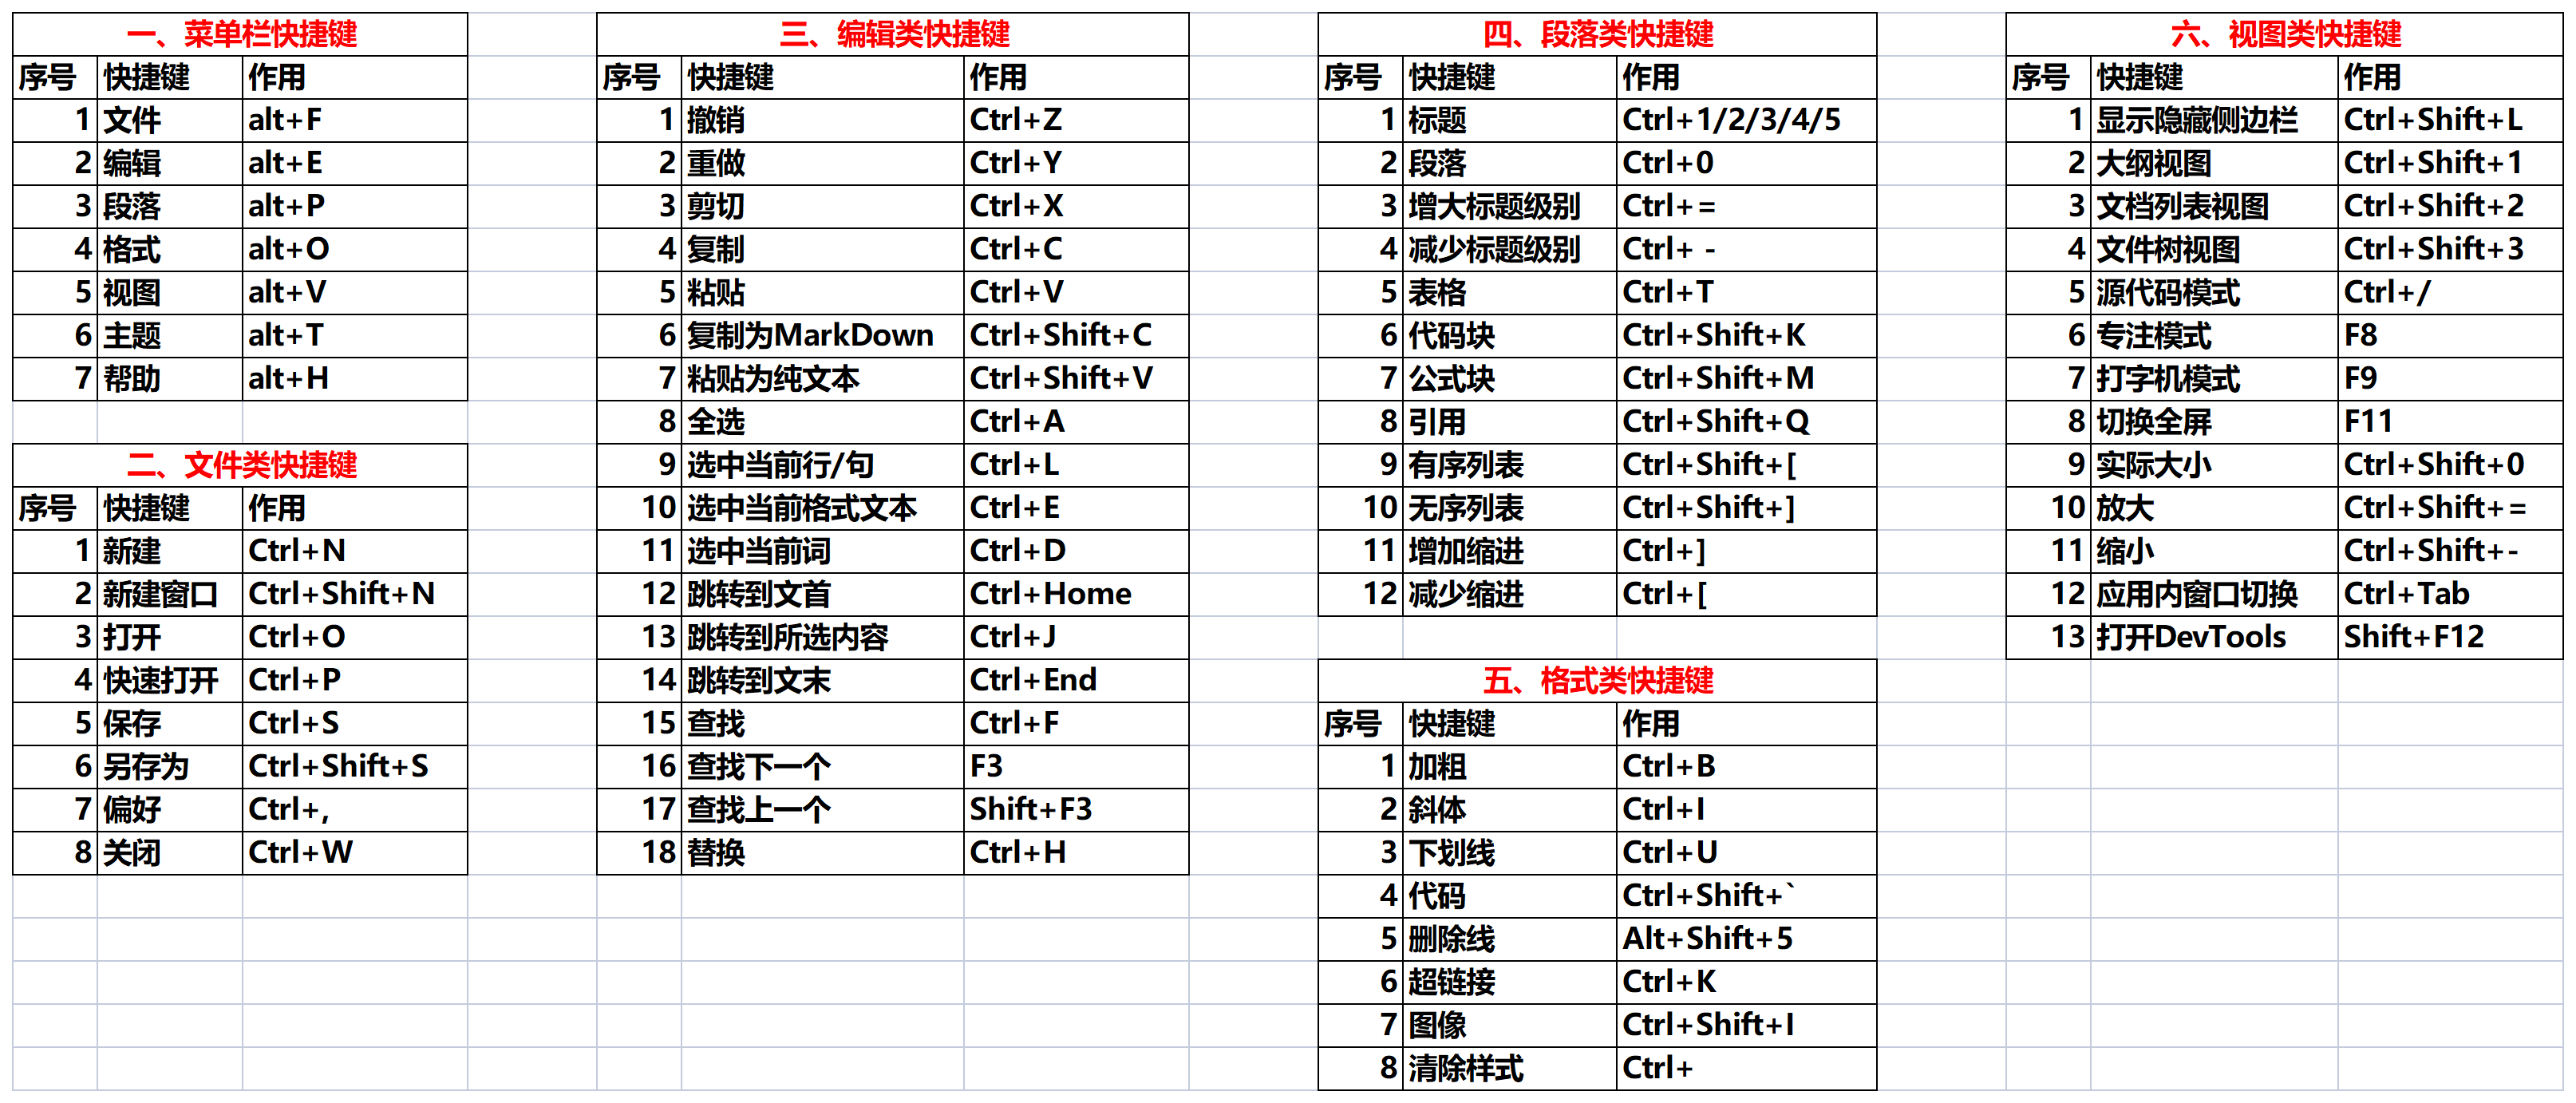 一、菜单栏快捷键
序号 快捷键 作用
1 文件 alt+F
2 编辑 alt+E
3 段落 alt+P
4 格式 alt+O
5 视图 alt+V
6 主题 alt+T
7 帮助 alt+H
二、文件类快捷键
序号 快捷键 作用
1 新建 Ctrl+N
2 新建窗口 Ctrl+Shift+N
3 打开 Ctrl+O
4 快速打开 Ctrl+P
5 保存 Ctrl+S
6 另存为 Ctrl+Shift+S
7 偏好 Ctrl+,
8 关闭 Ctrl+W
三、编辑类快捷键
序号 快捷键 作用
1 撤销 Ctrl+Z
2 重做 Ctrl+Y
3 剪切 Ctrl+X
4 复制 Ctrl+C
5 粘贴 Ctrl+V
6 复制为MarkDown Ctrl+Shift+C
7 粘贴为纯文本 Ctrl+Shift+V
8 全选 Ctrl+A
9 选中当前行/句 Ctrl+L
10 选中当前格式文本 Ctrl+E
11 选中当前词 Ctrl+D
12 跳转到文首 Ctrl+Home
13 跳转到所选内容 Ctrl+J
14 跳转到文末 Ctrl+End
15 查找 Ctrl+F
16 查找下一个 F3
17 查找上一个 Shift+F3
18 替换 Ctrl+H
四、段落类快捷键
序号 快捷键 作用
1 标题 Ctrl+1/2/3/4/5
2 段落 Ctrl+0
3 增大标题级别 Ctrl+=
4 减少标题级别 Ctrl+ -
5 表格 Ctrl+T
6 代码块 Ctrl+Shift+K
7 公式块 Ctrl+Shift+M
8 引用 Ctrl+Shift+Q
9 有序列表 Ctrl+Shift+[
10 无序列表 Ctrl+Shift+]
11 增加缩进 Ctrl+]
12 减少缩进 Ctrl+[
五、格式类快捷键
序号 快捷键 作用
1 加粗 Ctrl+B
2 斜体 Ctrl+I
3 下划线 Ctrl+U
4 代码 Ctrl+Shift+`
5 删除线 Alt+Shift+5
6 超链接 Ctrl+K
7 图像 Ctrl+Shift+I
8 清除样式 Ctrl+
六、视图类快捷键
序号 快捷键 作用
1 显示隐藏侧边栏 Ctrl+Shift+L
2 大纲视图 Ctrl+Shift+1
3 文档列表视图 Ctrl+Shift+2
4 文件树视图 Ctrl+Shift+3
5 源代码模式 Ctrl+/
6 专注模式 F8
7 打字机模式 F9
8 切换全屏 F11
9 实际大小 Ctrl+Shift+0
10 放大 Ctrl+Shift+=
11 缩小 Ctrl+Shift+-
12 应用内窗口切换 Ctrl+Tab
13 打开DevTools Shift+F12